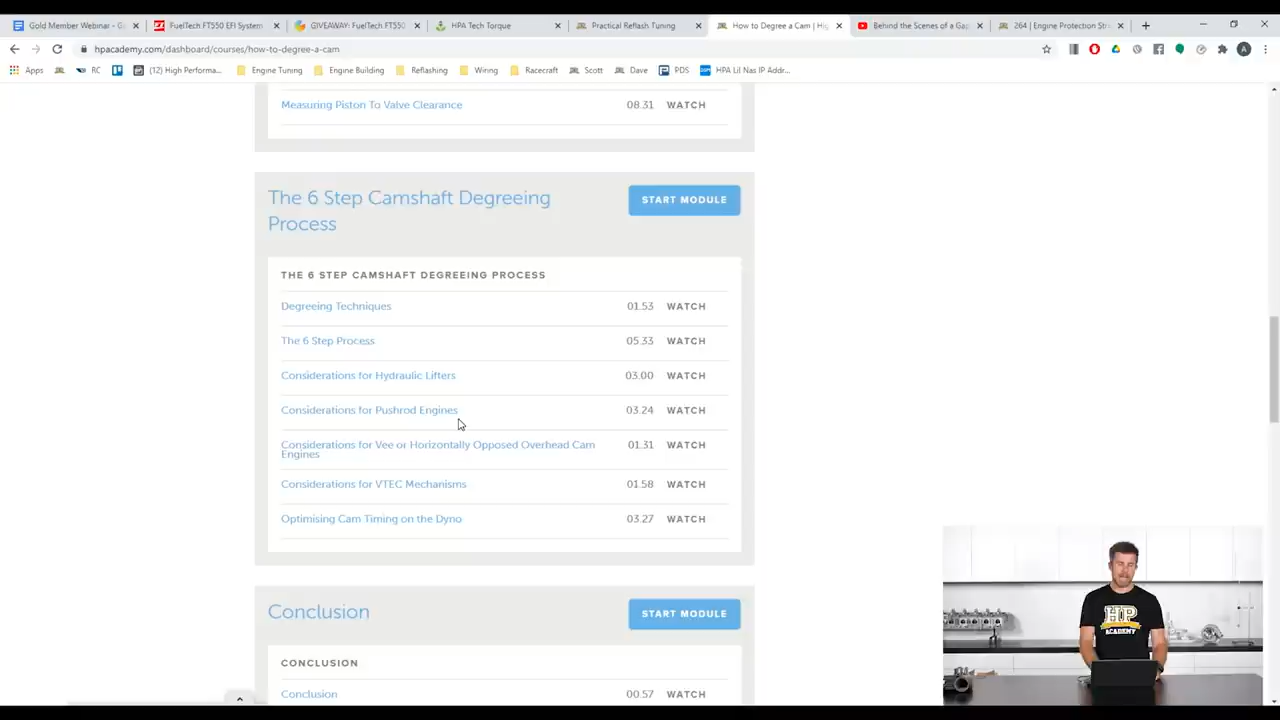 Gold Member Webinar - G
FuelTech FT550 EFI System
GIVEAWAY: FuelTech FT550
HPA Tech Torque
Practical Reflash Tuning
How to Degree a Cam | Hi
Behind the Scenes of a Ga
264 | Engine Protection Str
hpacademy.com/dashboard/courses/how-to-degree-a-cam
A
Apps
RC
(12) High Performa...
Engine Tuning
Engine Building
Reflashing
Wiring
Racecraft
Scott
Dave
PDS
HPA Lil Nas IP Addr...
Measuring Piston To Valve Clearance 08.31 WATCH
The 6 Step Camshaft Degreeing
Process
START MODULE
THE 6 STEP CAMSHAFT DEGREEING PROCESS
Degreeing Techniques 01.53 WATCH
The 6 Step Process 05.33 WATCH
Considerations for Hydraulic Lifters 03.00 WATCH
Considerations for Pushrod Engines 03.24 WATCH
Considerations for Vee or Horizontally Opposed Overhead Cam
Engines
01.31 WATCH
Considerations for VTEC Mechanisms 01.58 WATCH
Optimising Cam Timing on the Dyno 03.27 WATCH
Conclusion
START MODULE
CONCLUSION
Conclusion 00.57 WATCH
HP
ACADEMY